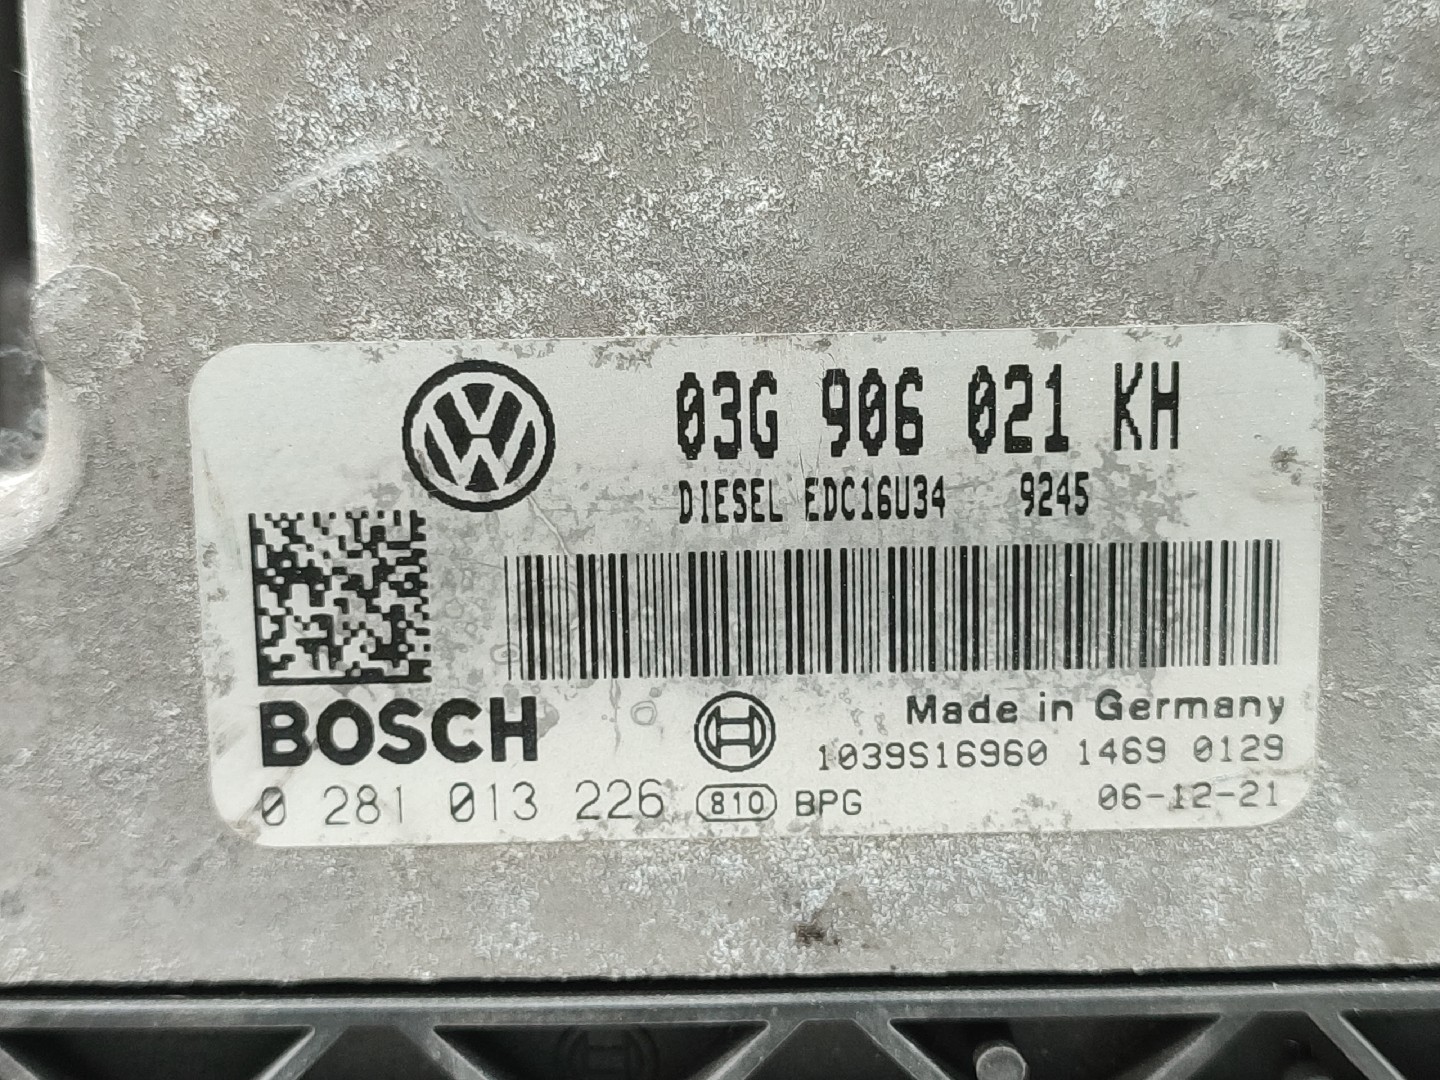 03G 906 021 KH
DIESEL EDC16U34 9245
BOSCH
Made in Germany
1039S16960 1469 0129
0 281 013 226 810 BPG 06-12-21